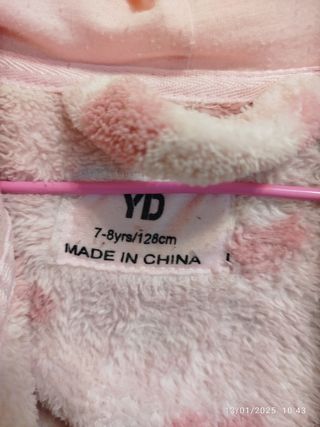 YD
7-8yrs/128cm
MADE IN CHINA
13/01/2025 10:43